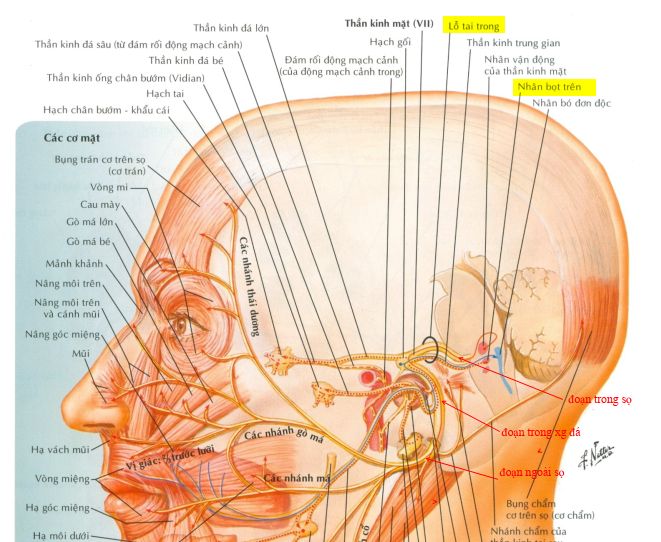 Thần kinh đá lớn
Thần kinh mặt (VII)
Lỗ tai trong
Thần kinh đá sâu (từ đám rối động mạch cảnh)
Hạch gối
Thần kinh trung gian
Thần kinh đá bé
Đám rối động mạch cảnh
(của động mạch cảnh trong)
Nhân vận động
của thần kinh mặt
Thần kinh ống chân bướm (Vidian)
Nhân bọt trến
Hạch tai
Nhân bó đơn độc
Hạch chân bướm - khẩu cái
Các cơ mặt
Bụng trán cơ trên sọ
(cơ trán)
Vòng mi
Cau mày
Gò má lớn
Gò má bé
Mảnh khảnh
Nâng môi trên
Nâng môi trên
và cánh mũi
Nâng góc miệng
Mũi
Các nhánh thái dương
đoạn trong sọ
đoạn trong xg đá
đoạn ngoài sọ
Các nhánh gò má
Hạ vách mũi
Vị giác: ⅔ trước lưỡi
Vòng miệng
Các nhánh má
Hạ góc miệng
Bụng chẩm
cơ trên sọ (cơ chẩm)
Nhánh chẩm của
Hạ môi dưới
cổ